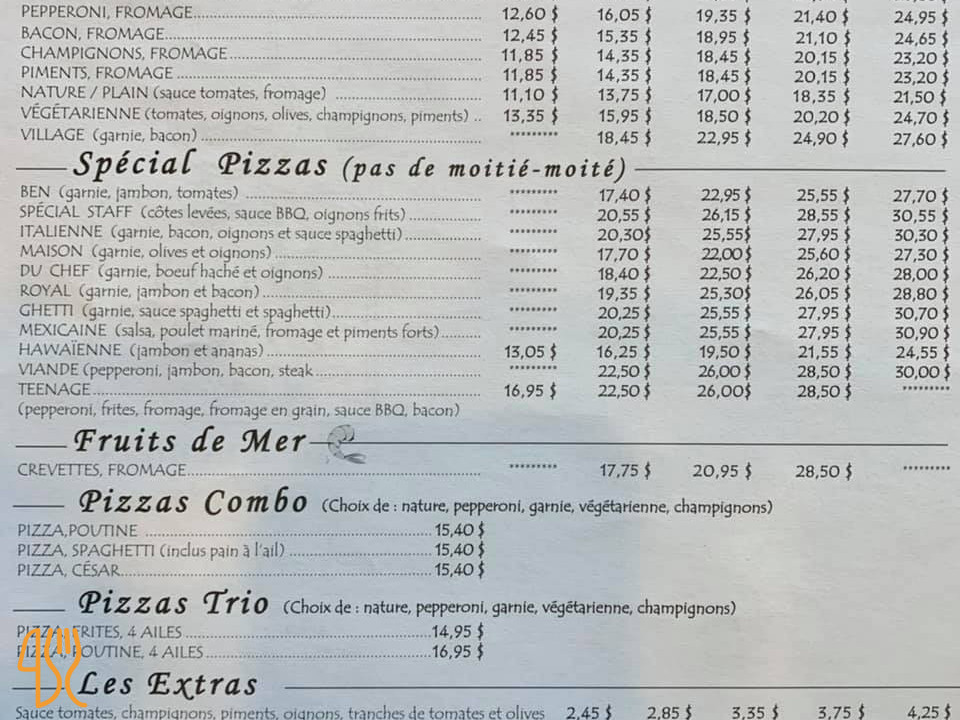 PEPPERONI, FROMAGE 12,60 $ 16,05 $ 19,35 $ 21,40 $ 24,95 $
BACON, FROMAGE 12,45 $ 15,35 $ 18,95 $ 21,10 $ 24,65 $
CHAMPIGNONS, FROMAGE 11,85 $ 14,35 $ 18,45 $ 20,15 $ 23,20 $
PIMENTS, FROMAGE 11,85 $ 14,35 $ 18,45 $ 20,15 $ 23,20 $
NATURE / PLAIN (sauce tomates, fromage) 11,10 $ 13,75 $ 17,00 $ 18,35 $ 21,50 $
VÉGÉTARIENNE (tomates, oignons, olives, champignons, piments) .. 13,35 $ 15,95 $ 18,50 $ 20,20 $ 24,70 $
VILLAGE (garnie, bacon) ********* 18,45 $ 22,95 $ 24,90 $ 27,60 $
Spécial Pizzas (pas de moitié-moité)
BEN (garnie, jambon, tomates) ********* 17,40 $ 22,95 $ 25,55 $ 27,70 $
SPÉCIAL STAFF (côtes levées, sauce BBQ, oignons frits) ********* 20,55 $ 26,15 $ 28,55 $ 30,55 $
ITALIENNE (garnie, bacon, oignons et sauce spaghetti) ********* 20,30$ 25,55$ 27,95 $ 30,30 $
MAISON (garnie, olives et oignons) ********* 17,70 $ 22,00 $ 25,60 $ 27,30 $
DU CHEF (garnie, boeuf haché et oignons) ********* 18,40 $ 22,50 $ 26,20 $ 28,00 $
ROYAL (garnie, jambon et bacon) ********* 19,35 $ 25,30$ 26,05 $ 28,80 $
GHETTI (garnie, sauce spaghetti et spaghetti) ********* 20,25 $ 25,55 $ 27,95 $ 30,70 $
MEXICAINE (salsa, poulet mariné, fromage et piments forts) ********* 20,25 $ 25,55 $ 27,95 $ 30,90 $
HAWAÏENNE (jambon et ananas) 13,05 $ 16,25 $ 19,50 $ 21,55 $ 24,55 $
VIANDE (pepperoni, jambon, bacon, steak ********* 22,50 $ 26,00 $ 28,50 $ 30,00 $
TEENAGE 16,95 $ 22,50 $ 26,00$ 28,50 $ *********
(pepperoni, frites, fromage, fromage en grain, sauce BBQ, bacon)
Fruits de Mer
CREVETTES, FROMAGE ********* 17,75 $ 20,95 $ 28,50 $ *********
Pizzas Combo (Choix de : nature, pepperoni, garnie, végétarienne, champignons)
PIZZA,POUTINE 15,40 $
PIZZA, SPAGHETTI (inclus pain à l'ail) 15,40 $
PIZZA, CÉSAR 15,40 $
Pizzas Trio (Choix de : nature, pepperoni, garnie, végétarienne, champignons)
PIZZA, FRITES, 4 AILES 14,95 $
PIZZA, POUTINE, 4 AILES 16,95 $
Les Extras
Sauce tomates, champignons, piments, oignons, tranches de tomates et olives 2,45 $ 2,85 $ 3,35 $ 3,75 $ 4,25 $